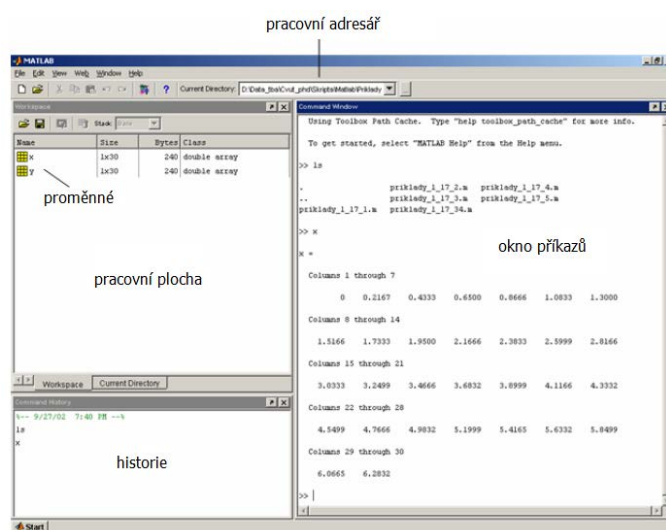 pracovní adresář
MATLAB
File Edit View Web Window Help
Current Directory: D:\Data_tba\Cvut_phd\Skripta\Matlab\Priklady
Workspace
Stack: Base
Name Size Bytes Class
x 1x30 240 double array
y 1x30 240 double array
proměnné
pracovní plocha
Workspace Current Directory
Command History
%-- 9/27/02 7:40 PM --%
ls
x
historie
Start
Command Window
Using Toolbox Path Cache. Type "help toolbox_path_cache" for more info.
To get started, select "MATLAB Help" from the Help menu.
>> ls
. priklady_1_17_2.m priklady_1_17_4.m
.. priklady_1_17_3.m priklady_1_17_5.m
priklady_1_17_1.m priklady_1_17_34.m
>> x
okno příkazů
x =
Columns 1 through 7
0 0.2167 0.4333 0.6500 0.8666 1.0833 1.3000
Columns 8 through 14
1.5166 1.7333 1.9500 2.1666 2.3833 2.5999 2.8166
Columns 15 through 21
3.0333 3.2499 3.4666 3.6832 3.8999 4.1166 4.3332
Columns 22 through 28
4.5499 4.7666 4.9832 5.1999 5.4165 5.6332 5.8499
Columns 29 through 30
6.0665 6.2832
>>